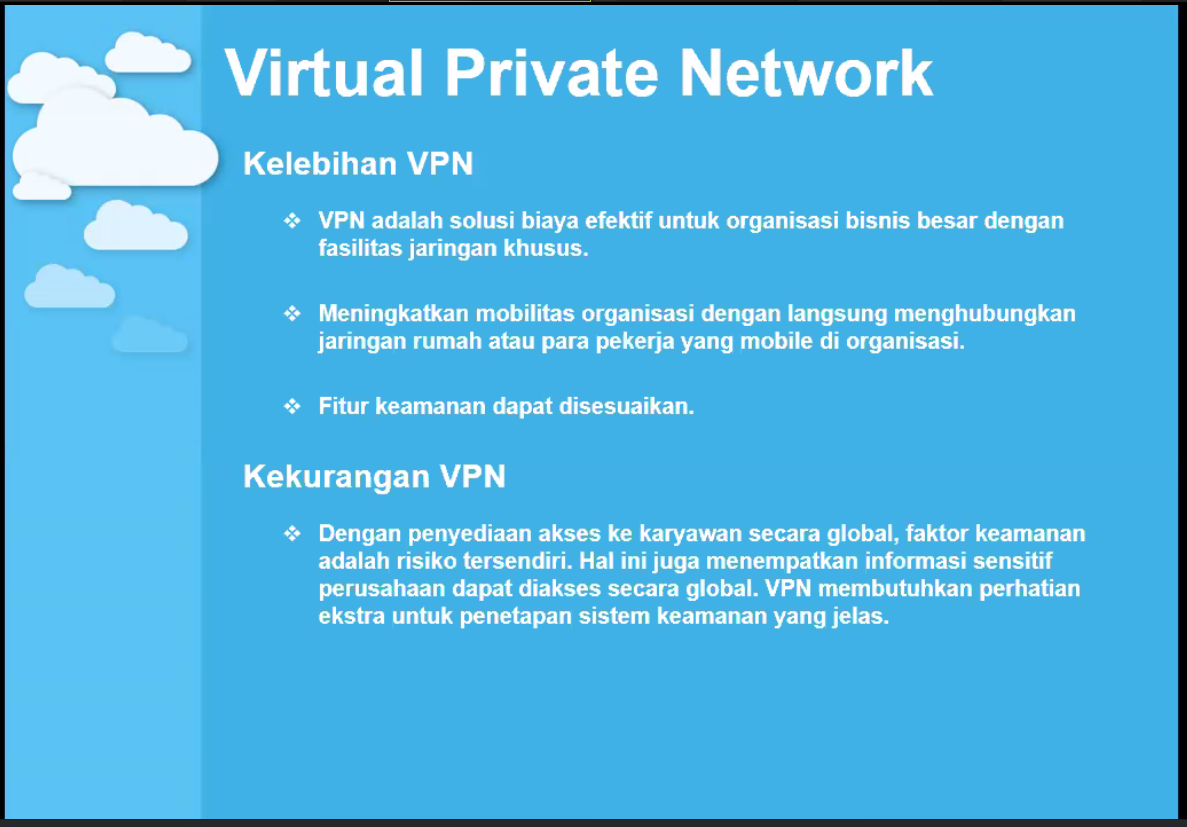 Virtual Private Network
Kelebihan VPN
❖ VPN adalah solusi biaya efektif untuk organisasi bisnis besar dengan
fasilitas jaringan khusus.
❖ Meningkatkan mobilitas organisasi dengan langsung menghubungkan
jaringan rumah atau para pekerja yang mobile di organisasi.
❖ Fitur keamanan dapat disesuaikan.
Kekurangan VPN
❖ Dengan penyediaan akses ke karyawan secara global, faktor keamanan
adalah risiko tersendiri. Hal ini juga menempatkan informasi sensitif
perusahaan dapat diakses secara global. VPN membutuhkan perhatian
ekstra untuk penetapan sistem keamanan yang jelas.